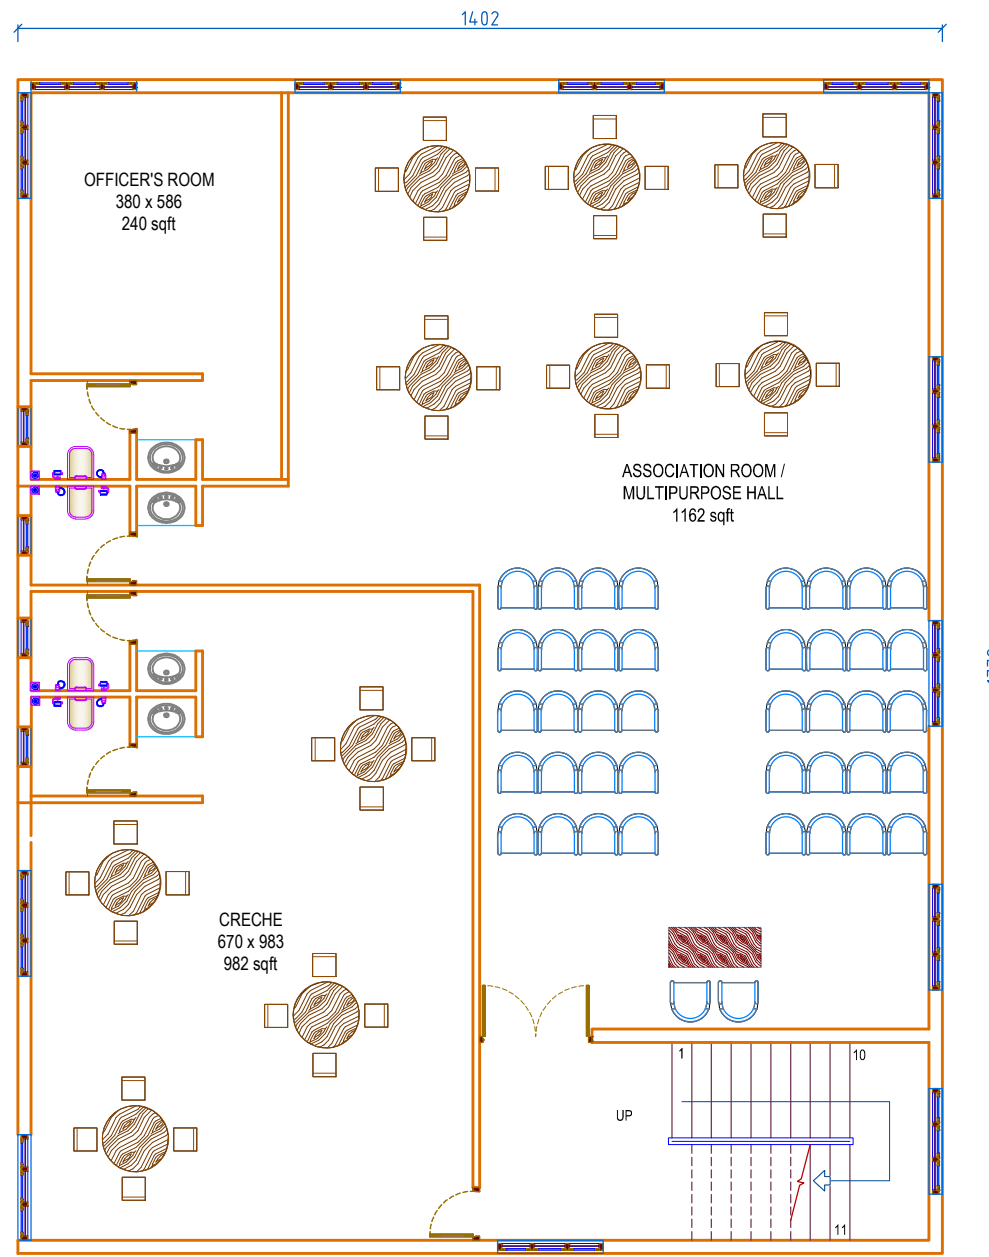 1402
OFFICER'S ROOM
380 x 586
240 sqft
ASSOCIATION ROOM /
MULTIPURPOSE HALL
1162 sqft
CRECHE
670 x 983
982 sqft
1
10
UP
11